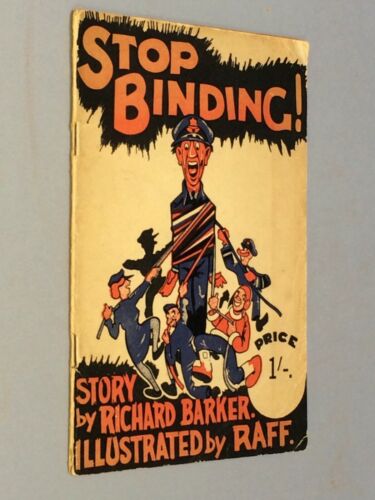 STOP
BINDING!
PRICE
1/-.
STORY
by RICHARD BARKER.
ILLUSTRATED by RAFF.